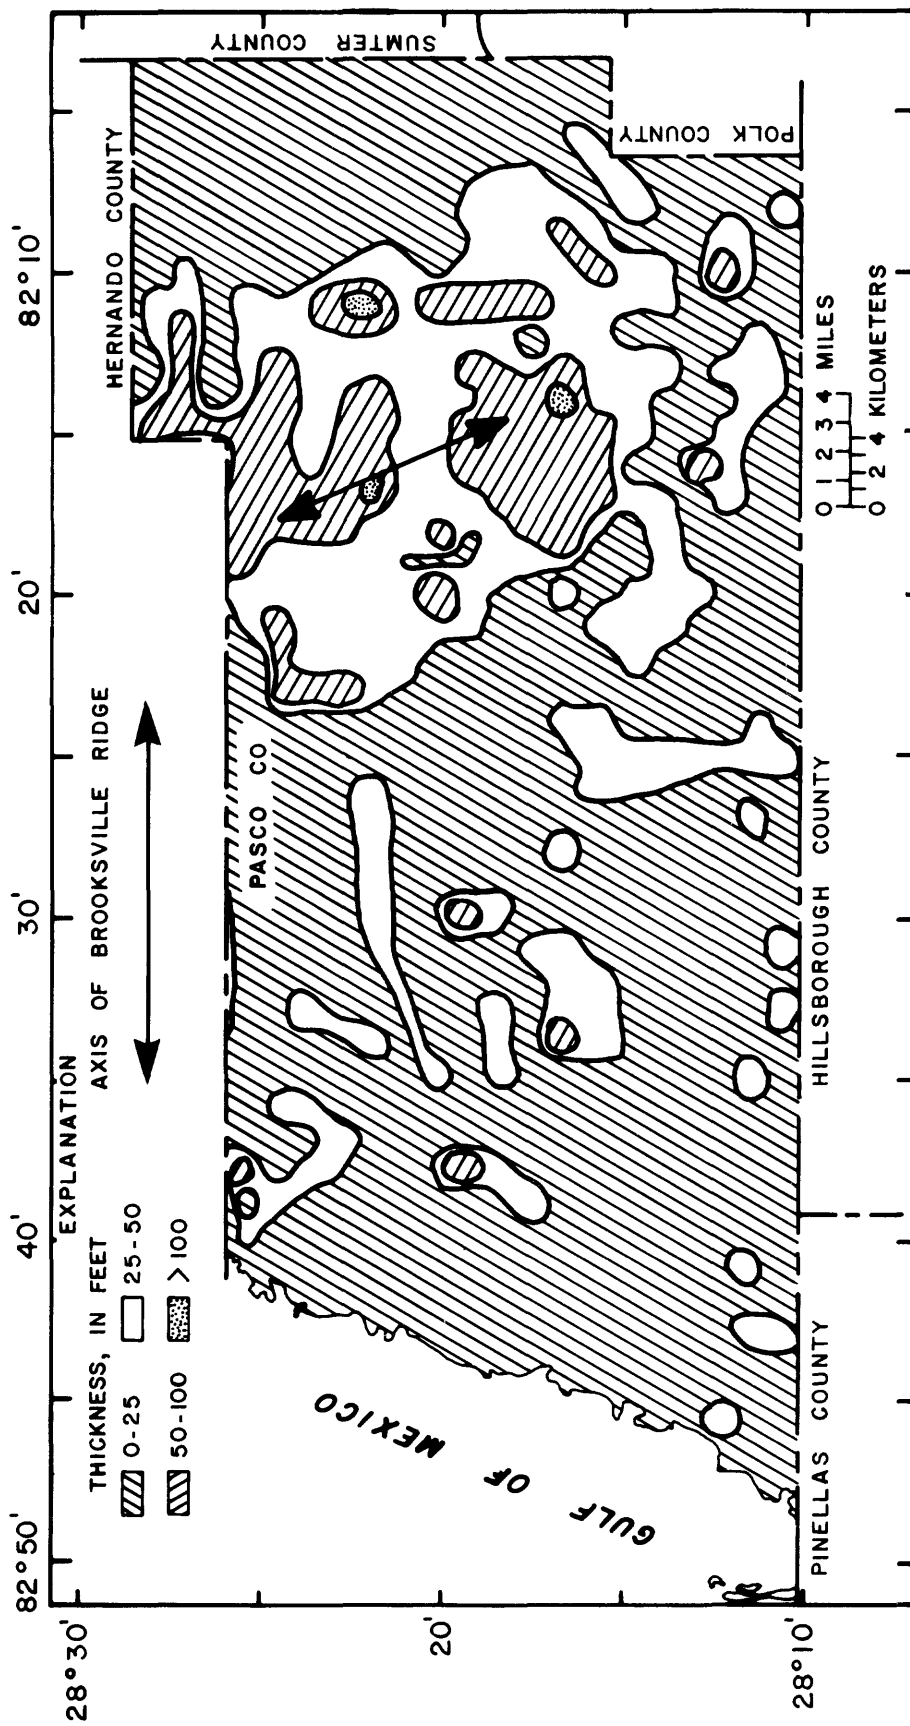 82°50'
40'
30'
20'
82°10'
28°30'
20'
28°10'
EXPLANATION
THICKNESS, IN FEET
0-25
25-50
50-100
>100
AXIS OF BROOKSVILLE RIDGE
HERNANDO COUNTY
SUMTER COUNTY
PASCO CO
POLK COUNTY
GULF OF MEXICO
PINELLAS COUNTY
HILLSBOROUGH COUNTY
0 1 2 3 4 MILES
0 2 4 KILOMETERS